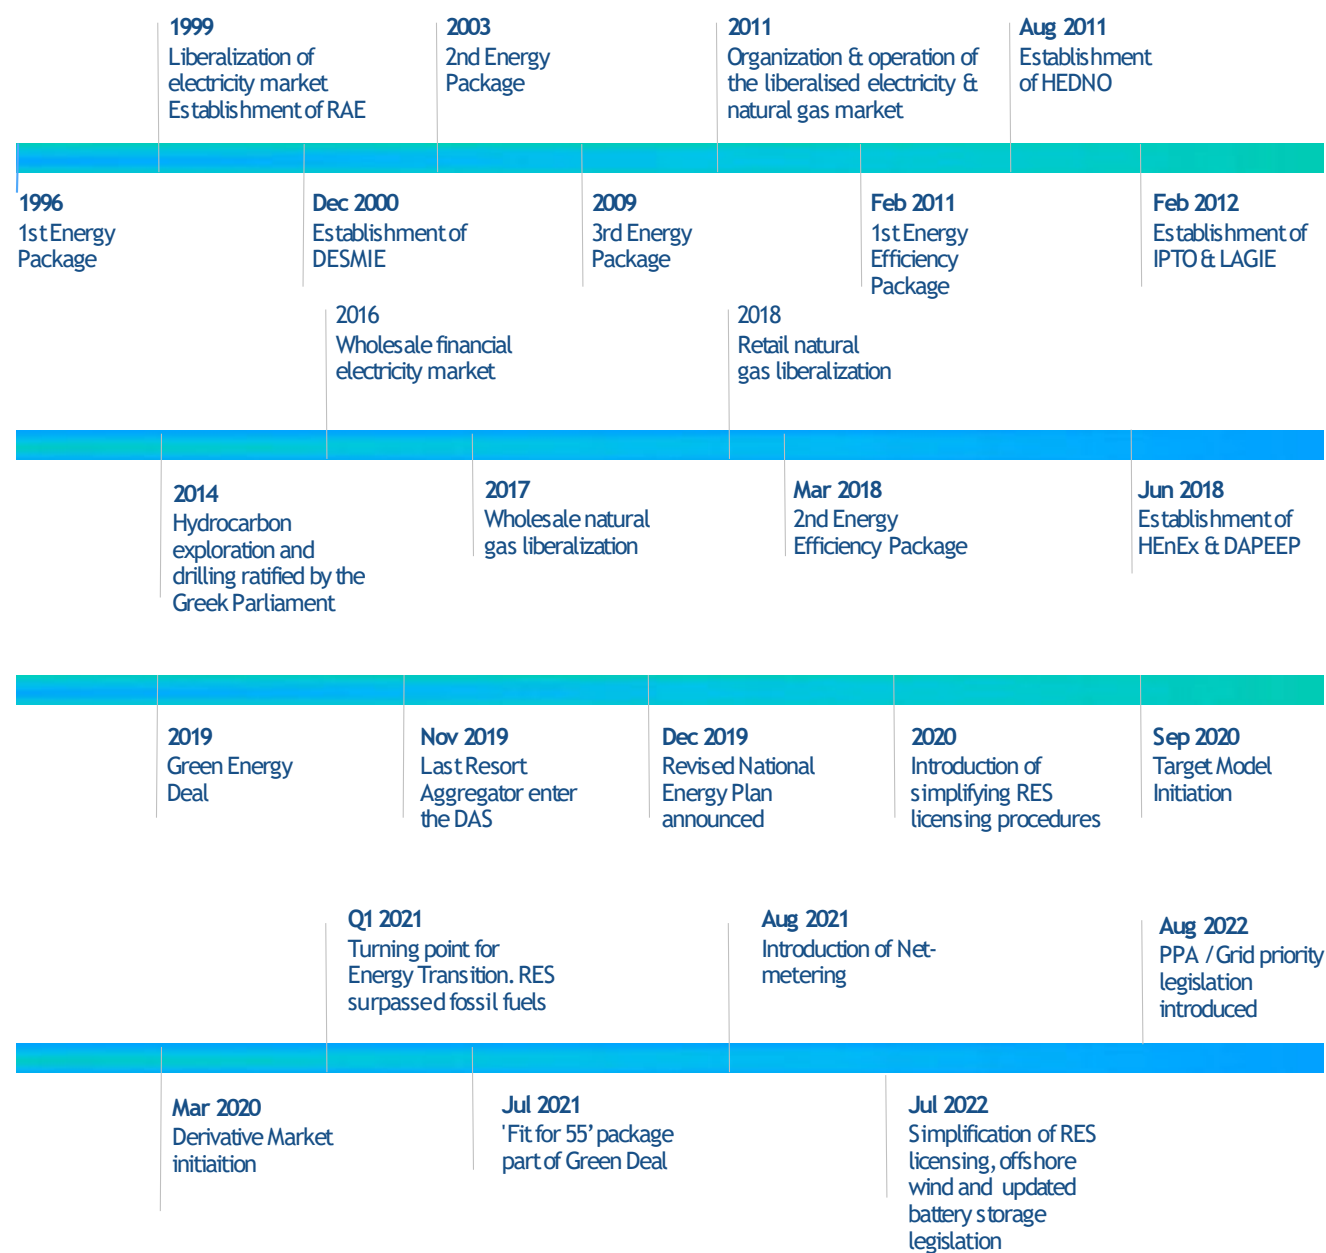 1999
Liberalization of
electricity market
Establishment of RAE
2003
2nd Energy
Package
2011
Organization & operation of
the liberalised electricity &
natural gas market
Aug 2011
Establishment
of HEDNO
1996
1st Energy
Package
Dec 2000
Establishment of
DESMIE
2009
3rd Energy
Package
Feb 2011
1st Energy
Efficiency
Package
Feb 2012
Establishment of
IPTO & LAGIE
2016
Wholesale financial
electricity market
2018
Retail natural
gas liberalization
2014
Hydrocarbon
exploration and
drilling ratified by the
Greek Parliament
2017
Wholesale natural
gas liberalization
Mar 2018
2nd Energy
Efficiency Package
Jun 2018
Establishment of
HEnEx & DAPEEP
2019
Green Energy
Deal
Nov 2019
Last Resort
Aggregator enter
the DAS
Dec 2019
Revised National
Energy Plan
announced
2020
Introduction of
simplifying RES
licensing procedures
Sep 2020
Target Model
Initiation
Q1 2021
Turning point for
Energy Transition. RES
surpassed fossil fuels
Aug 2021
Introduction of Net-
metering
Aug 2022
PPA / Grid priority
legislation
introduced
Mar 2020
Derivative Market
initiaition
Jul 2021
'Fit for 55’ package
part of Green Deal
Jul 2022
Simplification of RES
licensing, offshore
wind and updated
battery storage
legislation